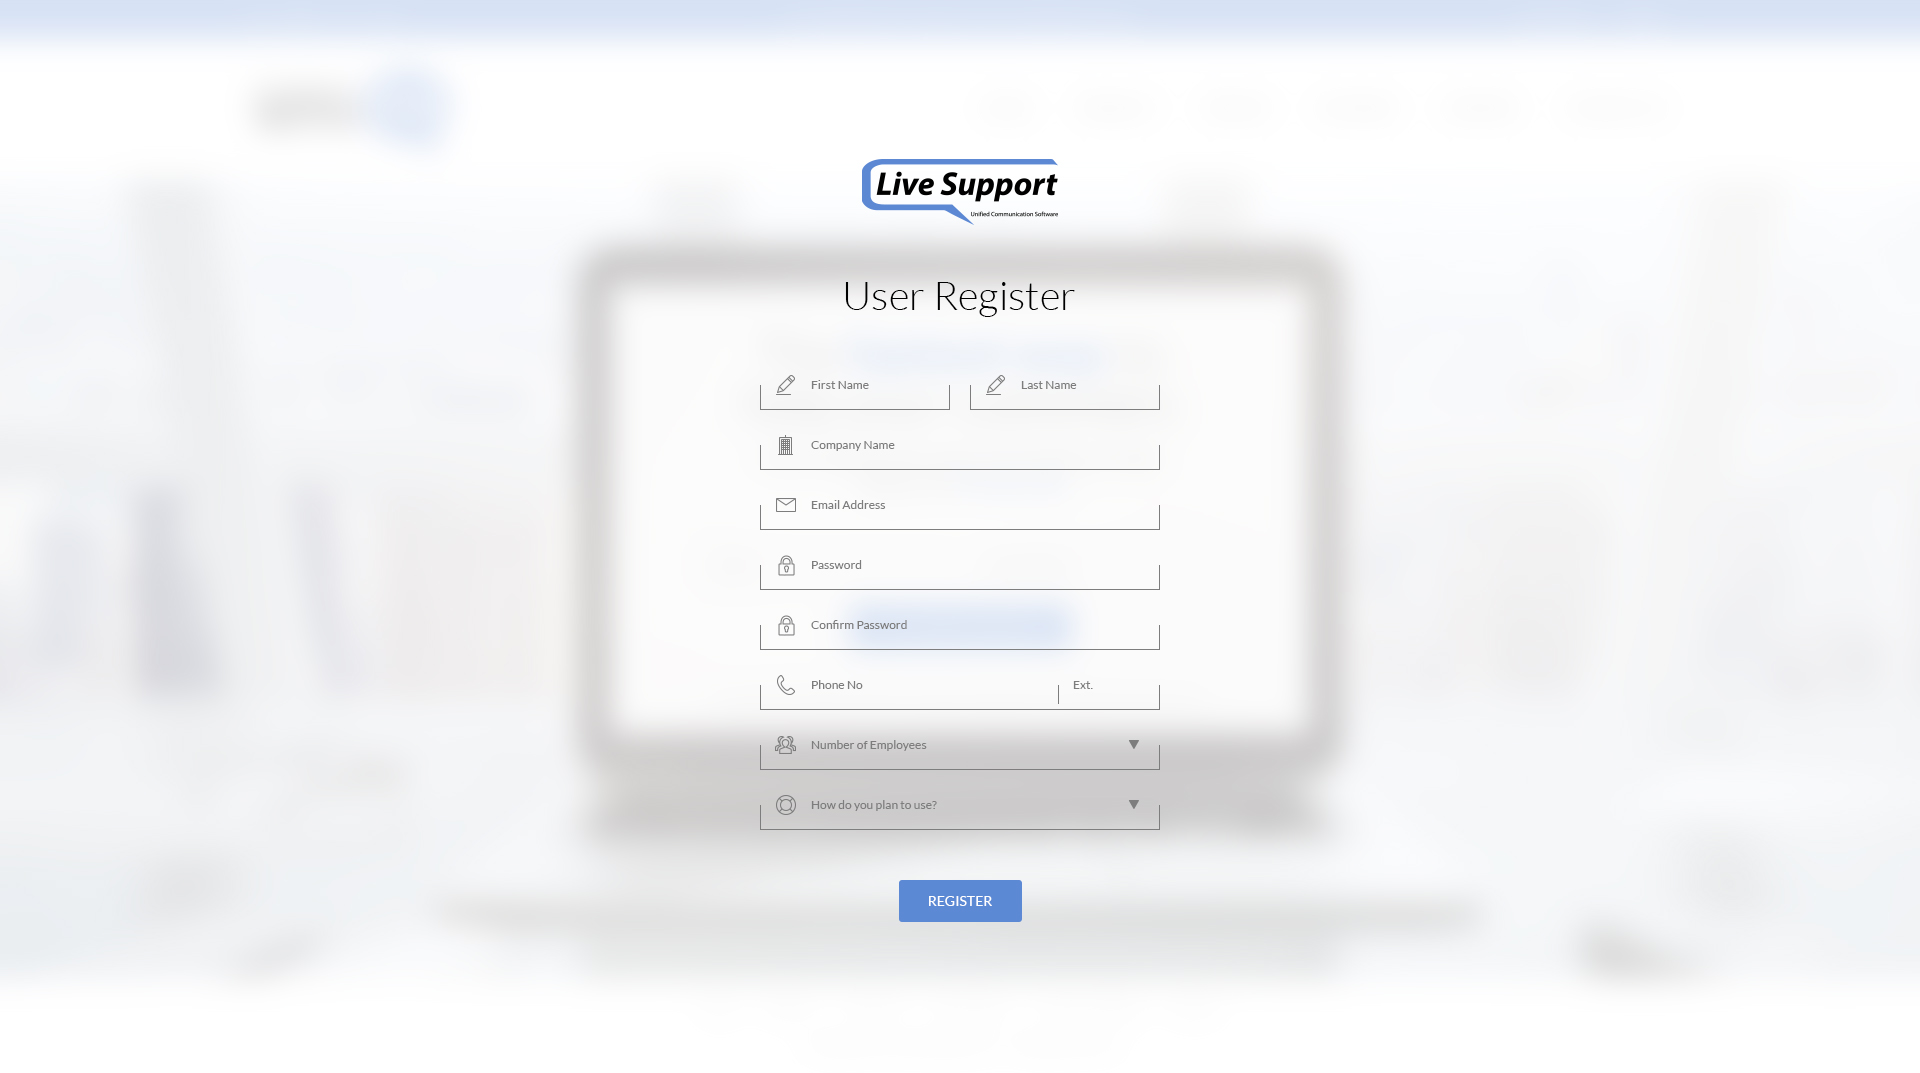 Live Support
Unified Communication Software
User Register
First Name
Last Name
Company Name
Email Address
Password
Confirm Password
Phone No
Ext.
Number of Employees
How do you plan to use?
REGISTER